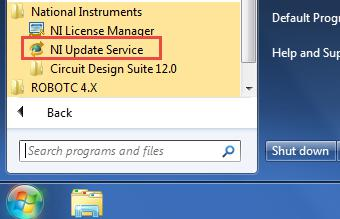 National Instruments
NI License Manager
NI Update Service
Circuit Design Suite 12.0
ROBOTC 4.X
Back
Search programs and files
Default Prog
Help and Sup
Shut down